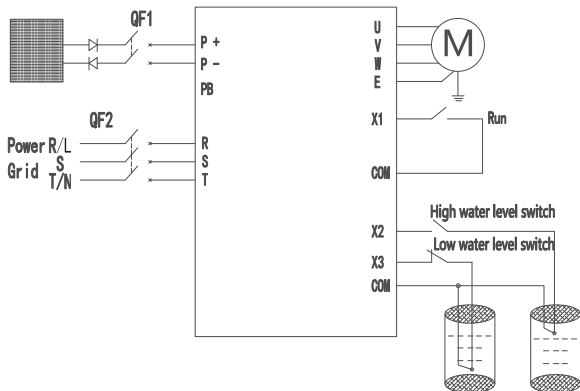 QF1
P +
P -
PB
QF2
Power R/L
S
Grid
T/N
R
S
T
U
V
W
E
M
X1
Run
COM
High water level switch
X2
Low water level switch
X3
COM